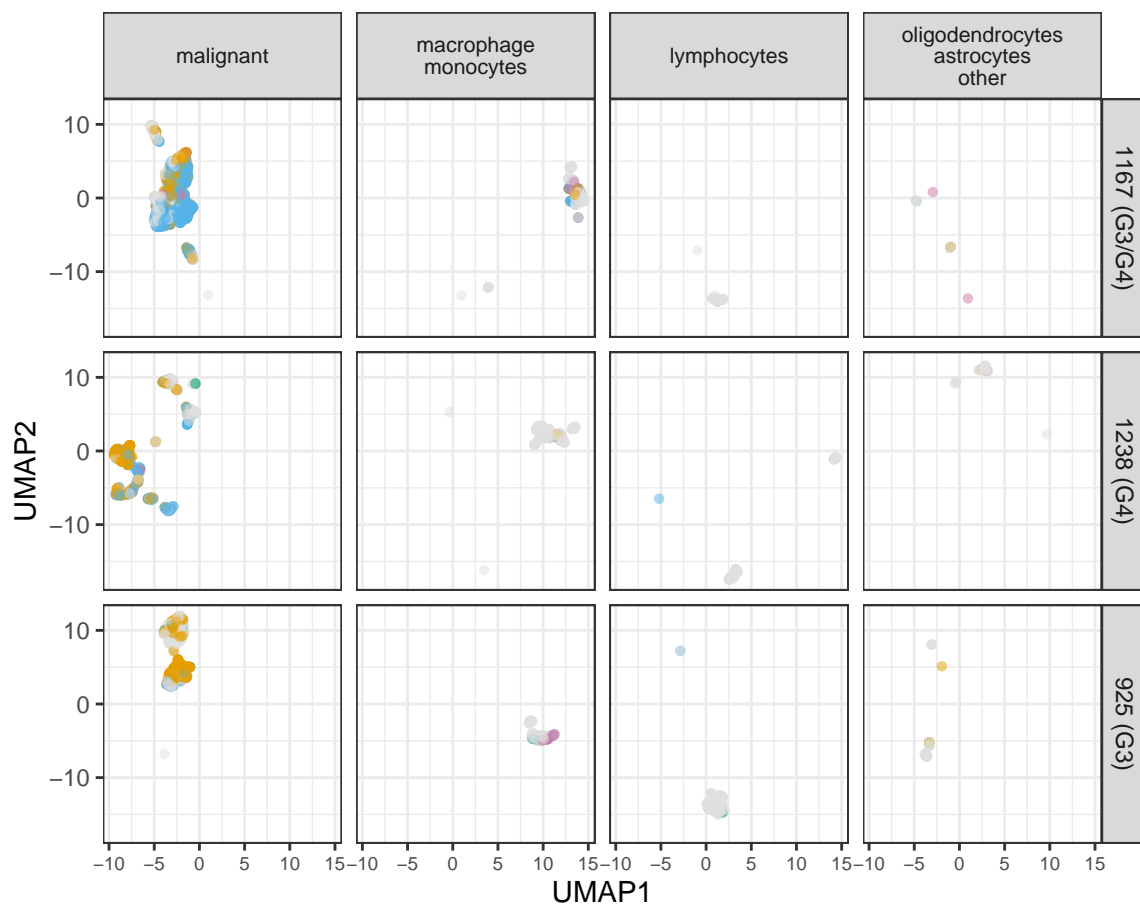 malignant
macrophage
monocytes
lymphocytes
oligodendrocytes
astrocytes
other
10
0
−10
1167 (G3/G4)
10
0
−10
1238 (G4)
10
0
−10
925 (G3)
UMAP2
−10 −5 0 5 10 15
−10 −5 0 5 10 15
−10 −5 0 5 10 15
−10 −5 0 5 10 15
UMAP1